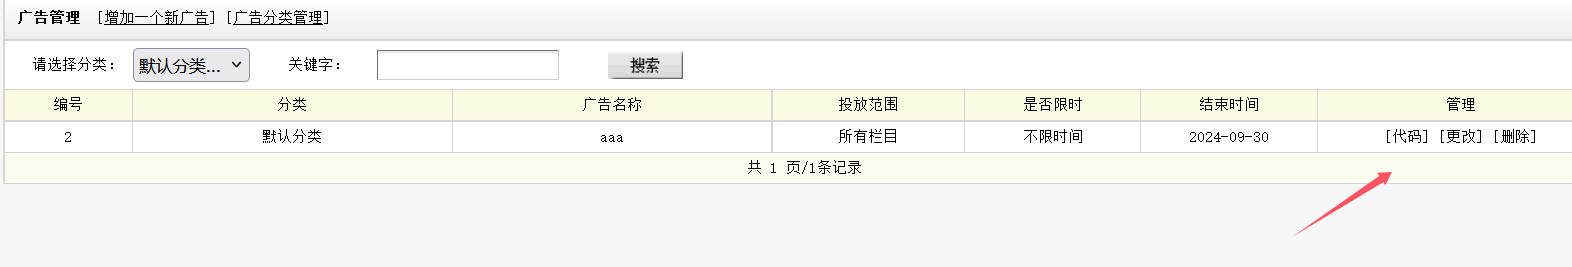 广告管理 [增加一个新广告] [广告分类管理]
请选择分类: 默认分类... 关键字: 搜索
编号 分类 广告名称 投放范围 是否限时 结束时间 管理
2 默认分类 aaa 所有栏目 不限时间 2024-09-30 [代码] [更改] [删除]
共 1 页/1条记录